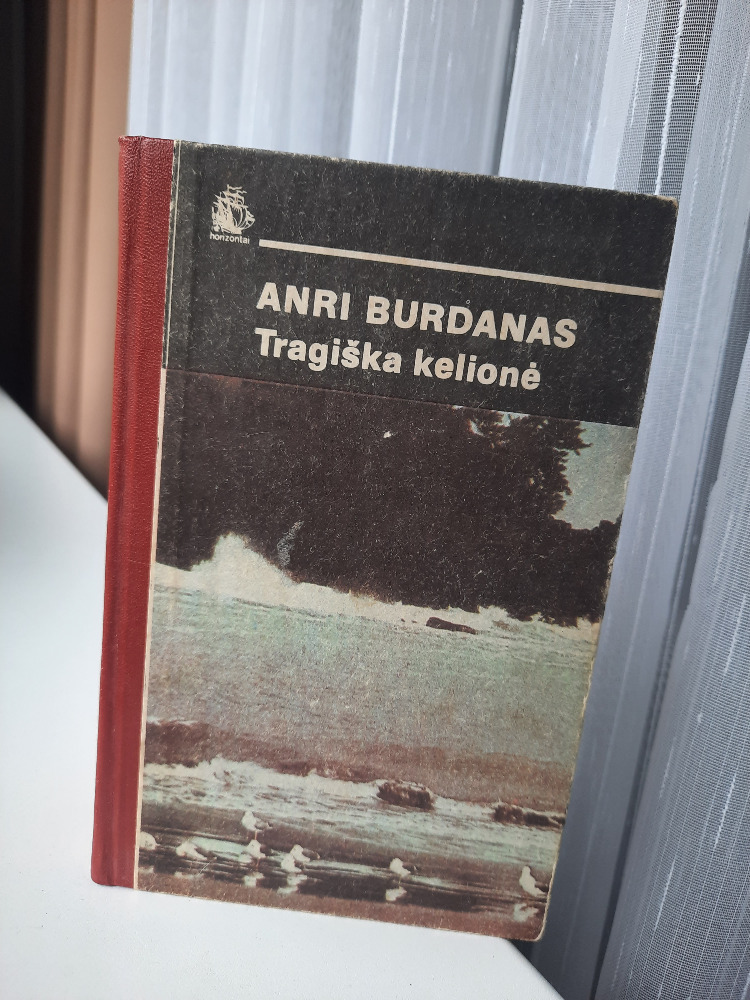 horizontai
ANRI BURDANAS
Tragiška kelionė